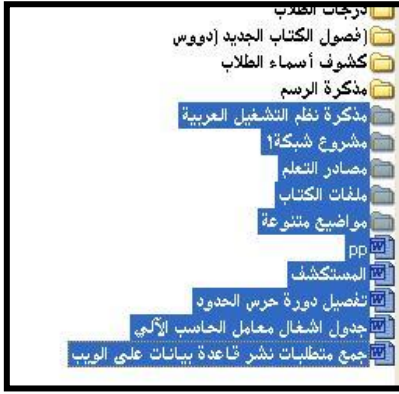 درجات الطلاب
(فصول الكتاب الجديد (دووس
كشوف أسماء الطلاب
مذكرة الرسم
مذكرة نظم التشغيل العربية
مشروع شبكة١
مصادر التعلم
ملفات الكتاب
مواضيع متنوعة
pp
المستكشف
تفصيل دورة حرس الحدود
جدول اشغال معامل الحاسب الآلي
جمع متطلبات نشر قاعدة بيانات على الويب